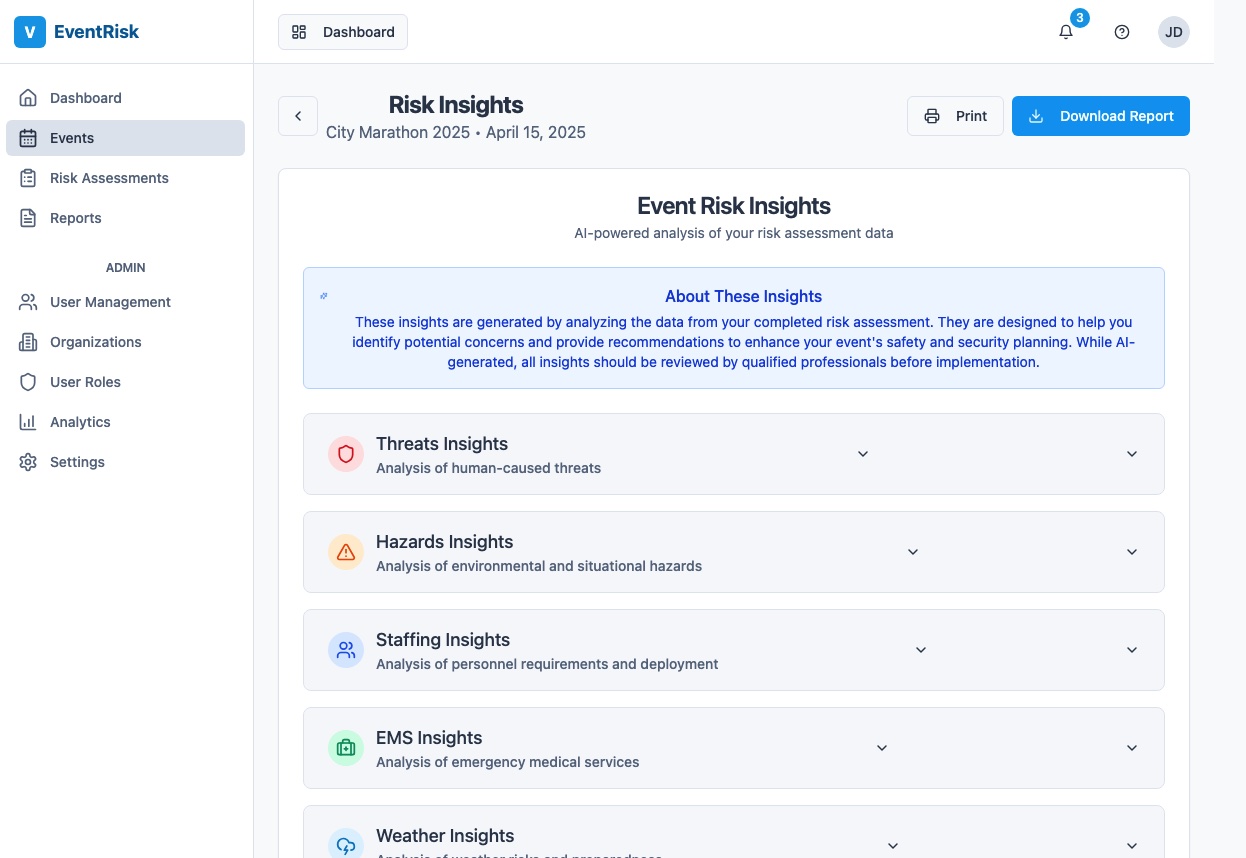 V EventRisk
Dashboard
3
JD
Dashboard
Events
Risk Assessments
Reports
ADMIN
User Management
Organizations
User Roles
Analytics
Settings
Risk Insights
City Marathon 2025 • April 15, 2025
Print
Download Report
Event Risk Insights
AI-powered analysis of your risk assessment data
About These Insights
These insights are generated by analyzing the data from your completed risk assessment. They are designed to help you
identify potential concerns and provide recommendations to enhance your event's safety and security planning. While AI-
generated, all insights should be reviewed by qualified professionals before implementation.
Threats Insights
Analysis of human-caused threats
Hazards Insights
Analysis of environmental and situational hazards
Staffing Insights
Analysis of personnel requirements and deployment
EMS Insights
Analysis of emergency medical services
Weather Insights
Analysis of weather risks and preparedness